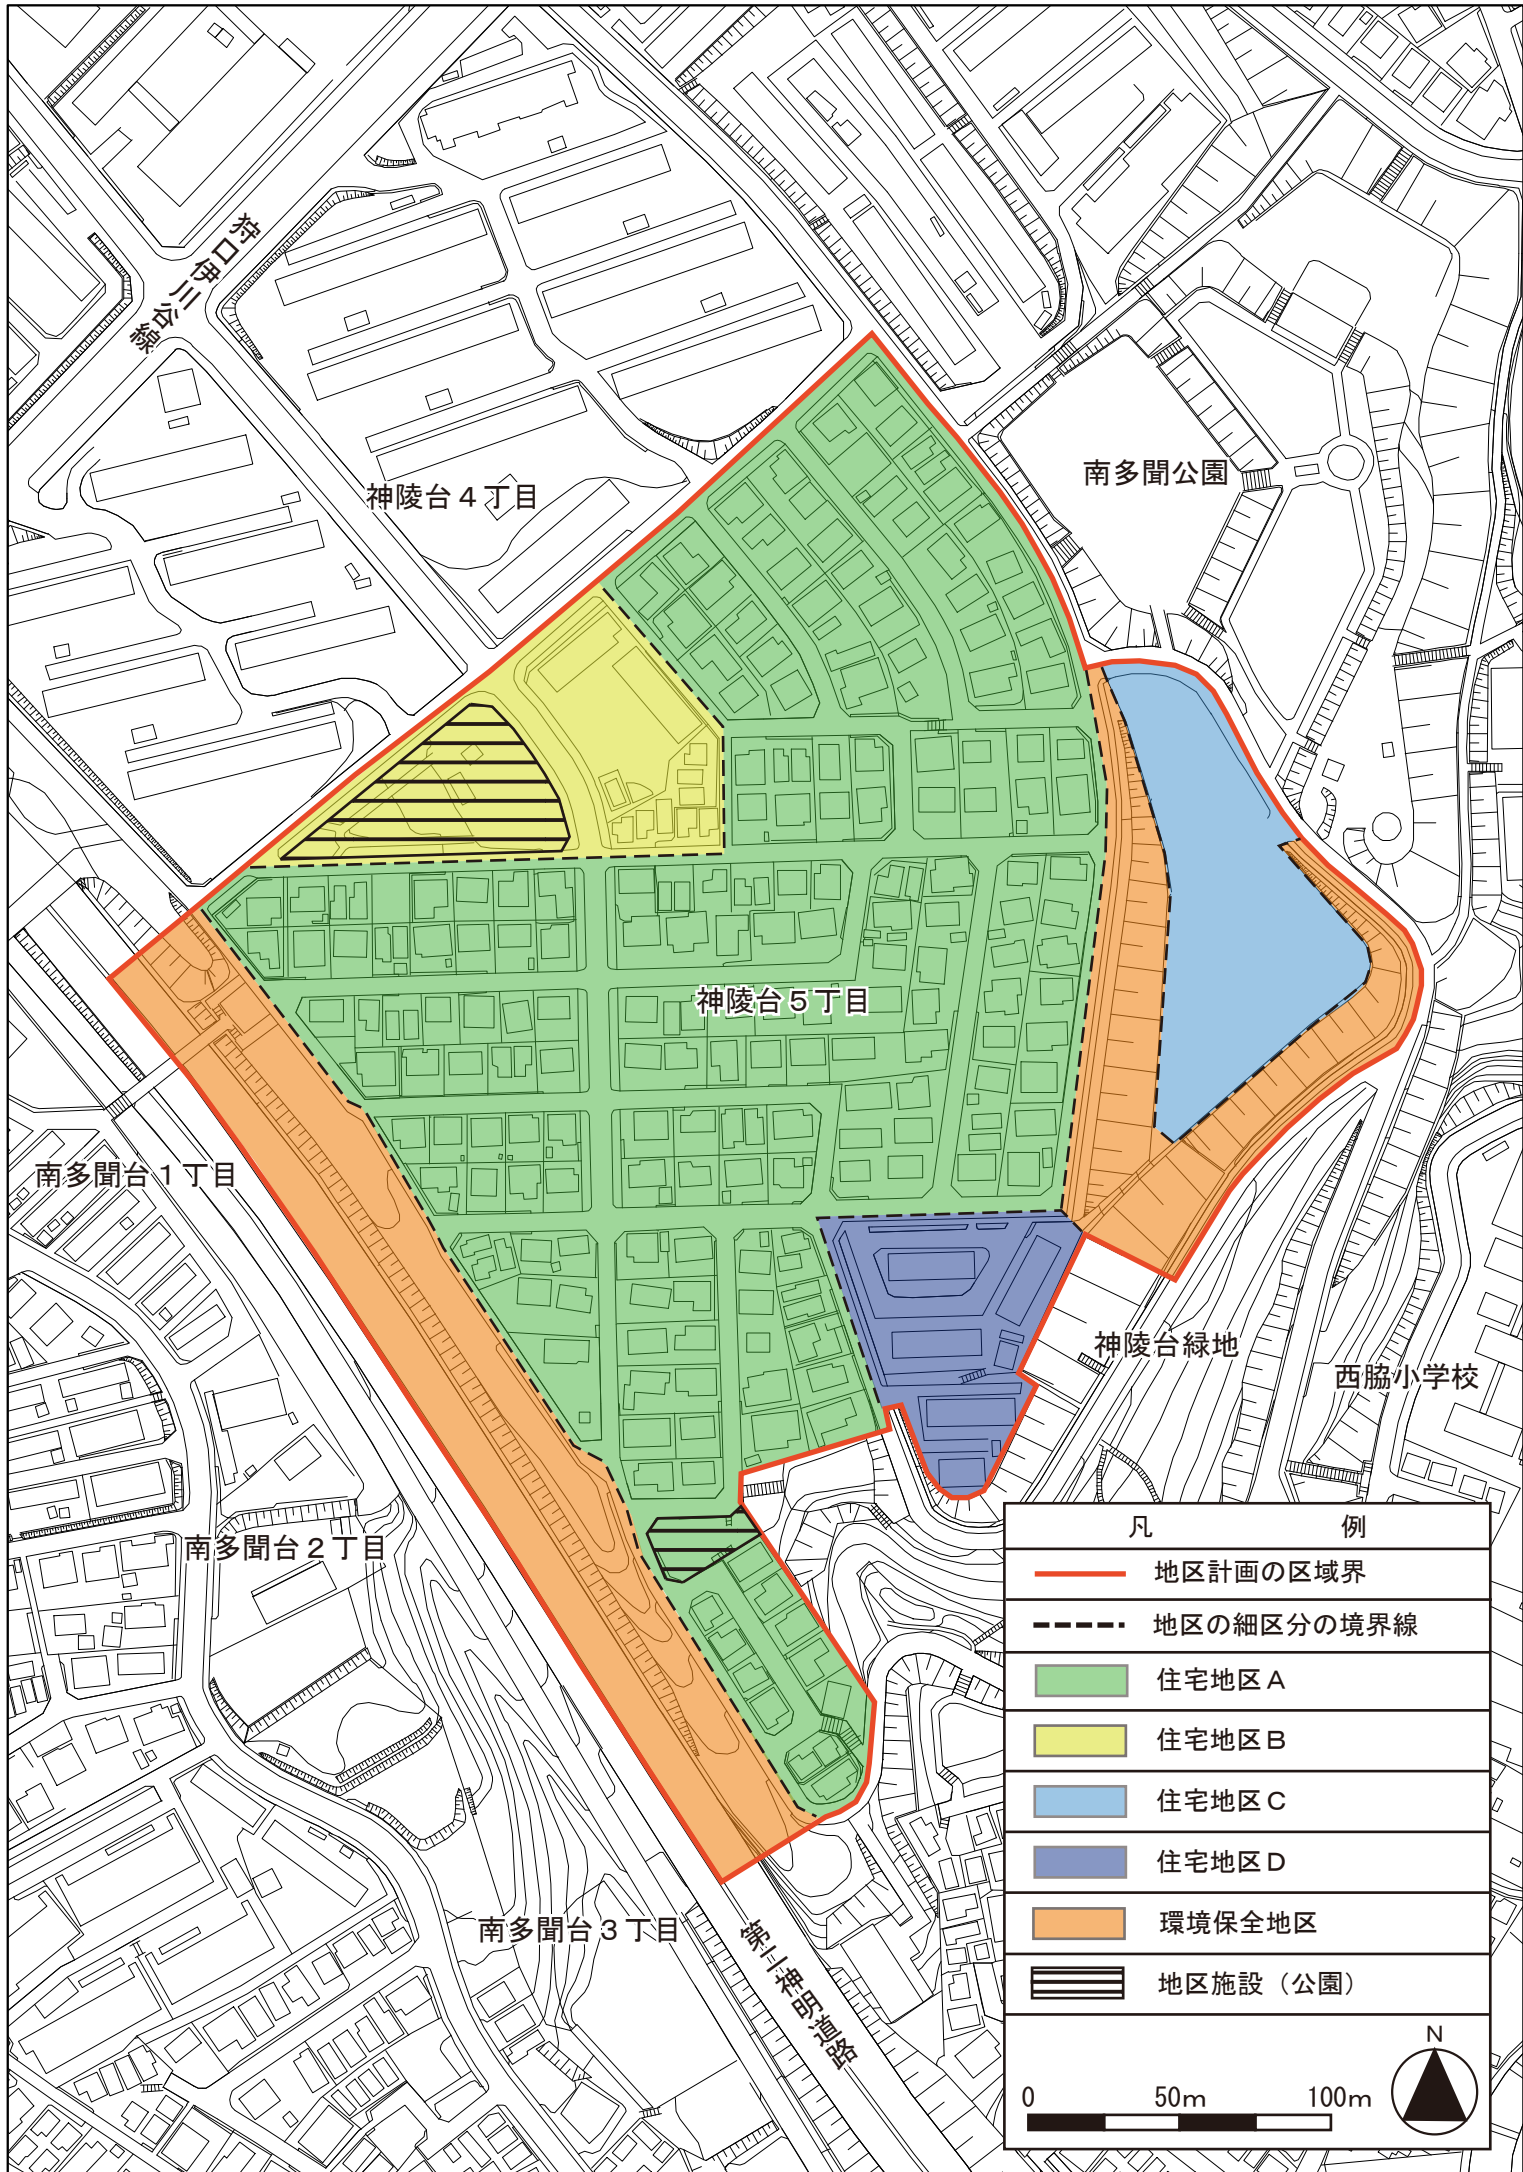 狩口伊川谷線
南多聞公園
神陵台４丁目
神陵台５丁目
南多聞台１丁目
神陵台緑地
西脇小学校
南多聞台２丁目
南多聞台３丁目
第二神明道路
凡　例
地区計画の区域界
地区の細区分の境界線
住宅地区Ａ
住宅地区Ｂ
住宅地区Ｃ
住宅地区Ｄ
環境保全地区
地区施設（公園）
N
0 50m 100m